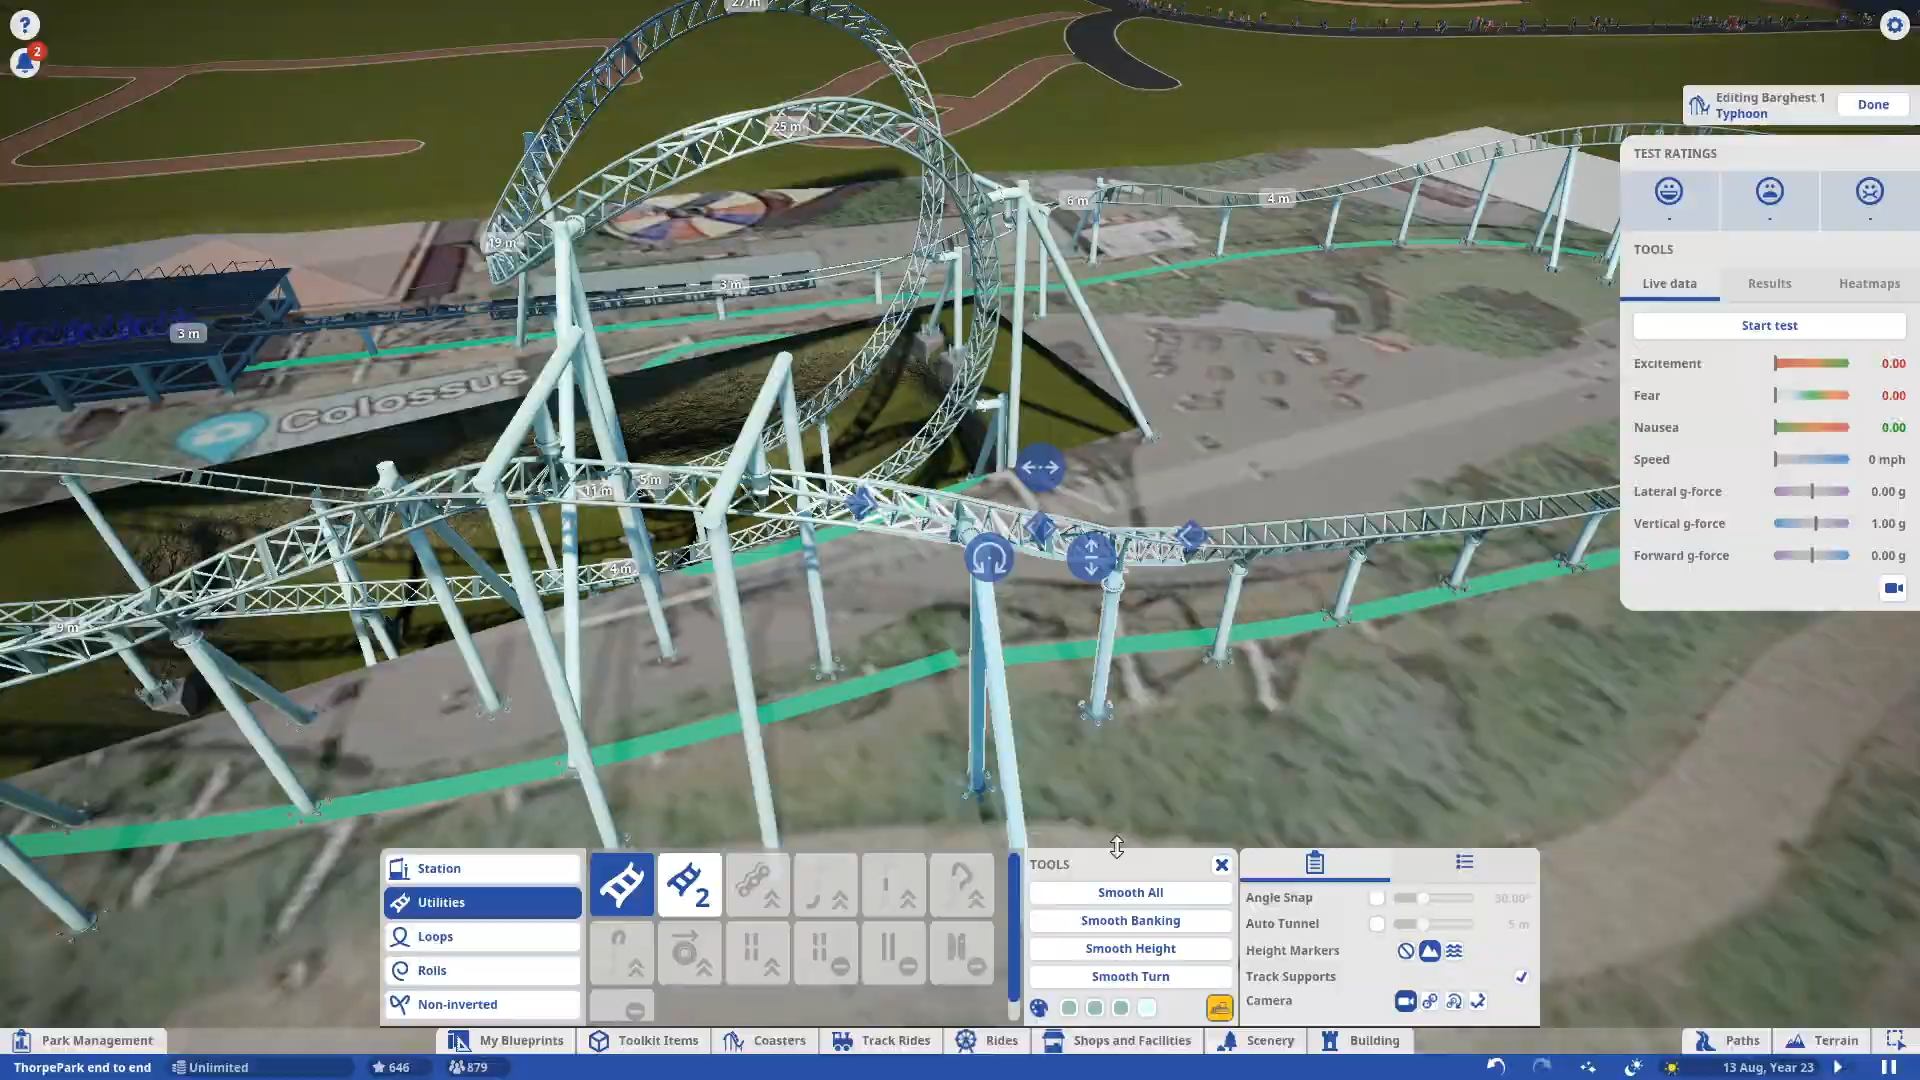 27 m
?
2
25 m
Editing Barghest 1
Typhoon
Done
TEST RATINGS
-
-
-
6 m
4 m
19 m
3 m
3 m
TOOLS
Live data
Results
Heatmaps
Start test
Excitement 0.00
Fear 0.00
Nausea 0.00
Speed 0 mph
Lateral g-force 0.00 g
Vertical g-force 1.00 g
Forward g-force 0.00 g
Colossus
5 m
11 m
4 m
9 m
Station
Utilities
Loops
Rolls
Non-inverted
2
TOOLS
Smooth All
Smooth Banking
Smooth Height
Smooth Turn
Angle Snap 30.00°
Auto Tunnel 5 m
Height Markers
Track Supports
Camera
Park Management
My Blueprints
Toolkit Items
Coasters
Track Rides
Rides
Shops and Facilities
Scenery
Building
Paths
Terrain
ThorpePark end to end
Unlimited
646
879
13 Aug, Year 23